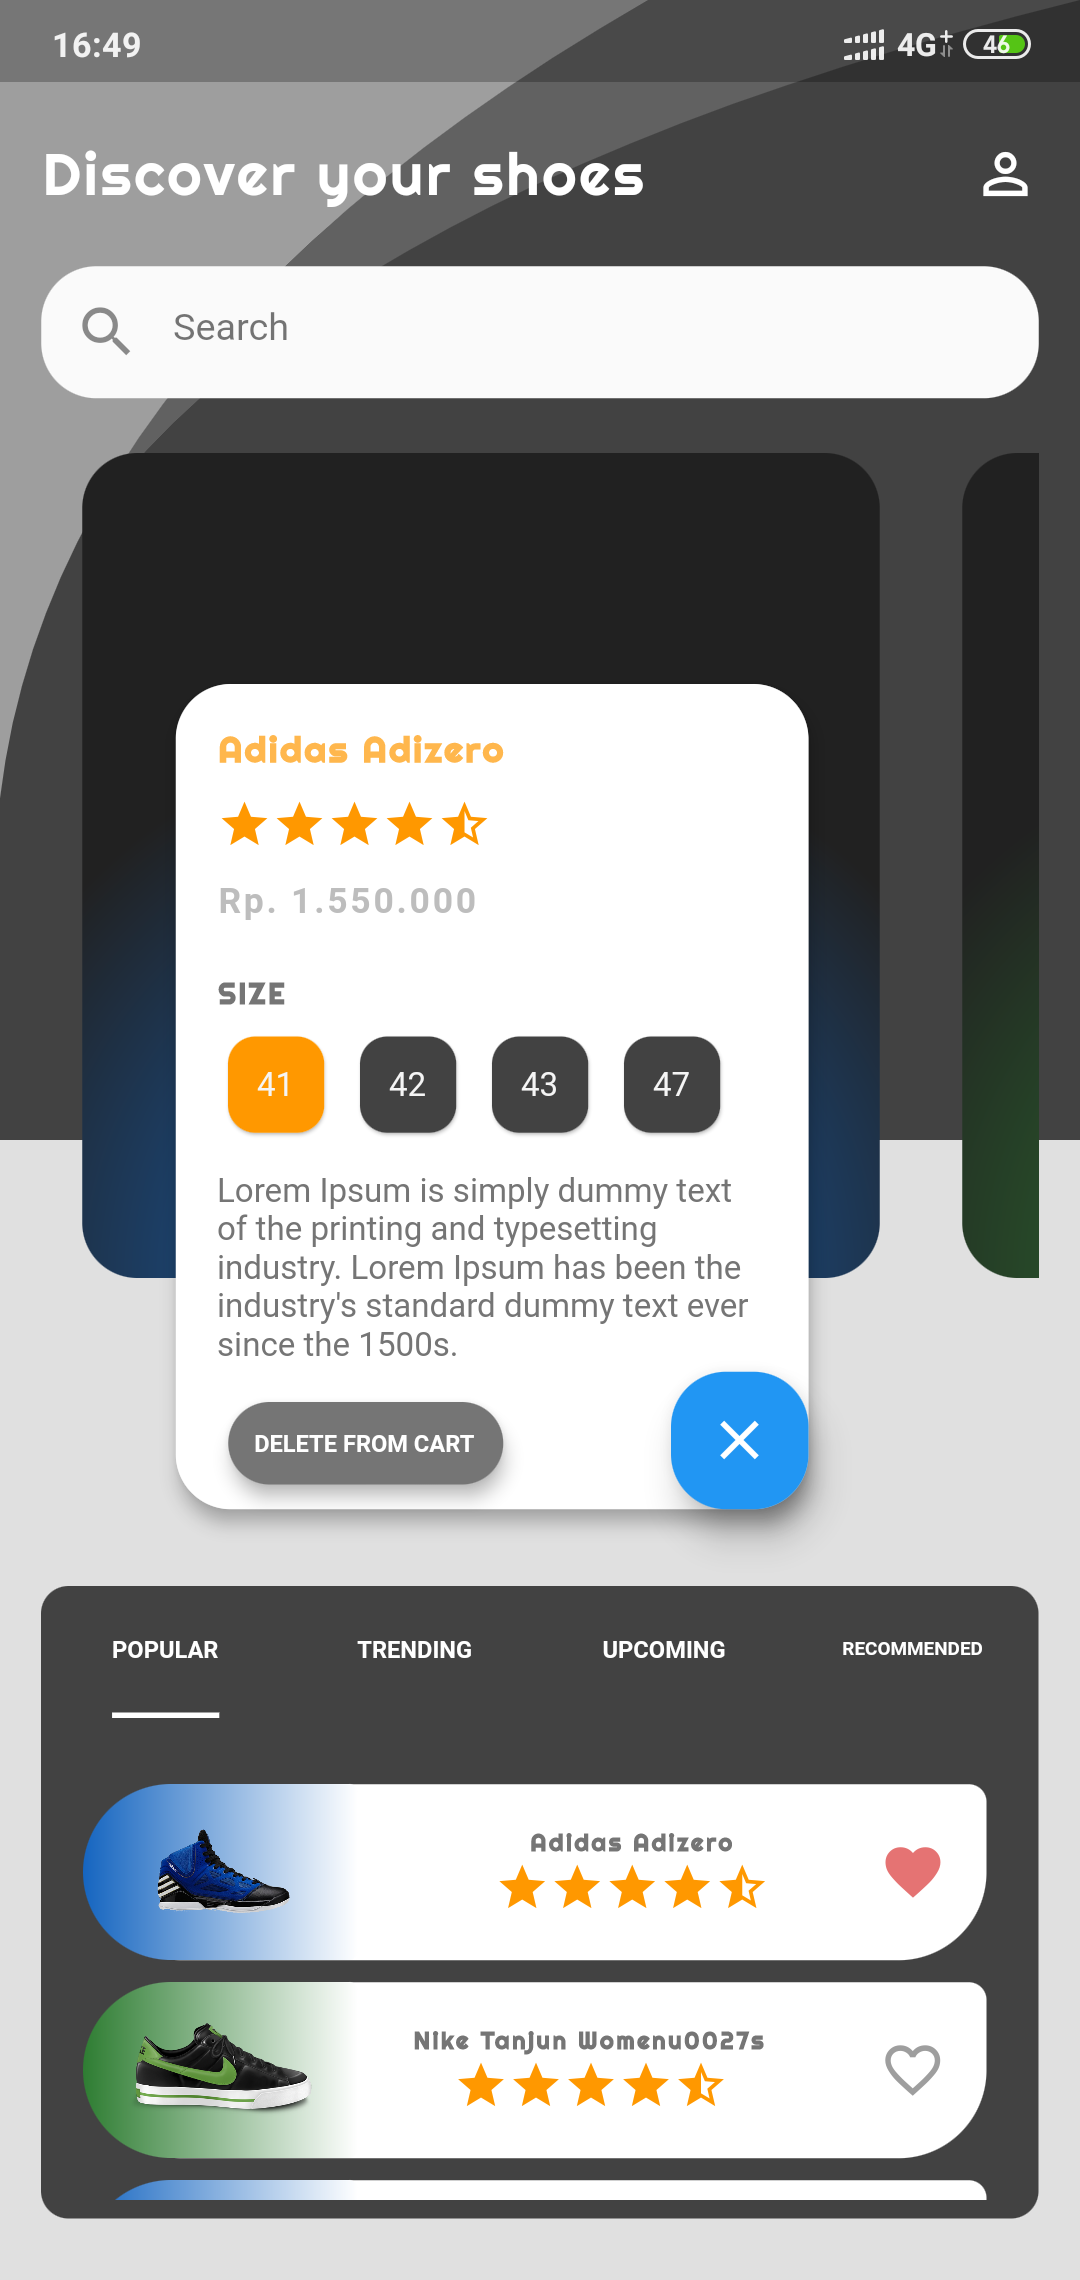 16:49
4G+
46
Discover your shoes
Search
Adidas Adizero
Rp. 1.550.000
SIZE
41 42 43 47
Lorem Ipsum is simply dummy text
of the printing and typesetting
industry. Lorem Ipsum has been the
industry's standard dummy text ever
since the 1500s.
DELETE FROM CART
POPULAR TRENDING UPCOMING RECOMMENDED
Adidas Adizero
Nike Tanjun Womenu0027s